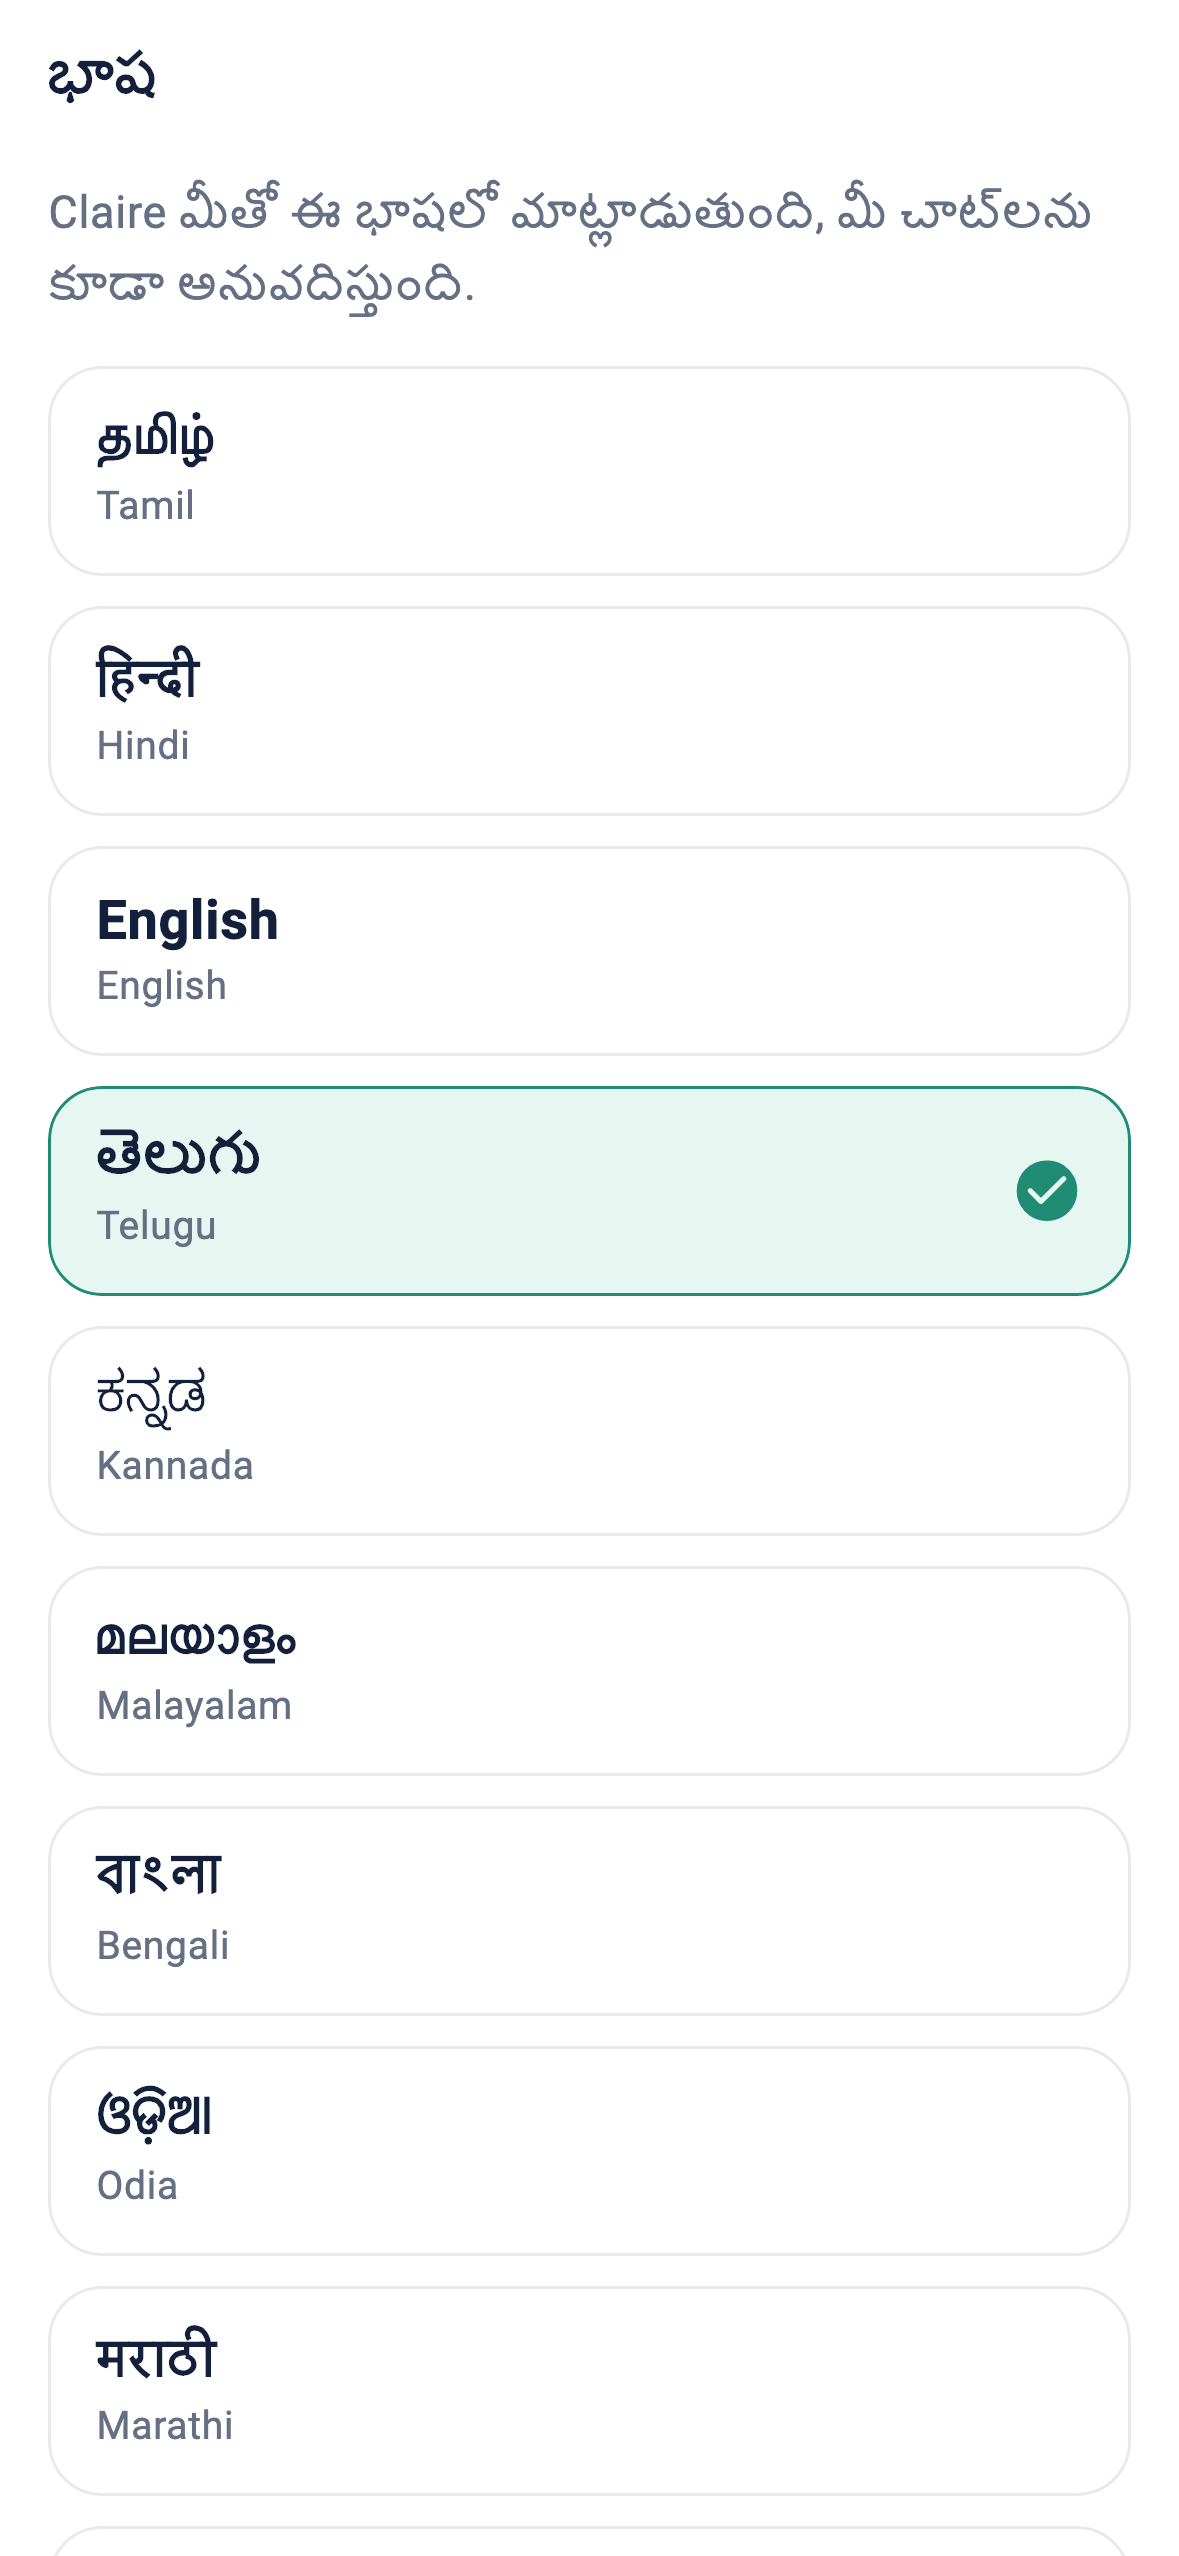 భాష
Claire మీతో ఈ భాషలో మాట్లాడుతుంది, మీ చాట్‌లను
కూడా అనువదిస్తుంది.
தமிழ்
Tamil
हिन्दी
Hindi
English
English
తెలుగు
Telugu
ಕನ್ನಡ
Kannada
മലയാളം
Malayalam
বাংলা
Bengali
ଓଡ଼ିଆ
Odia
मराठी
Marathi